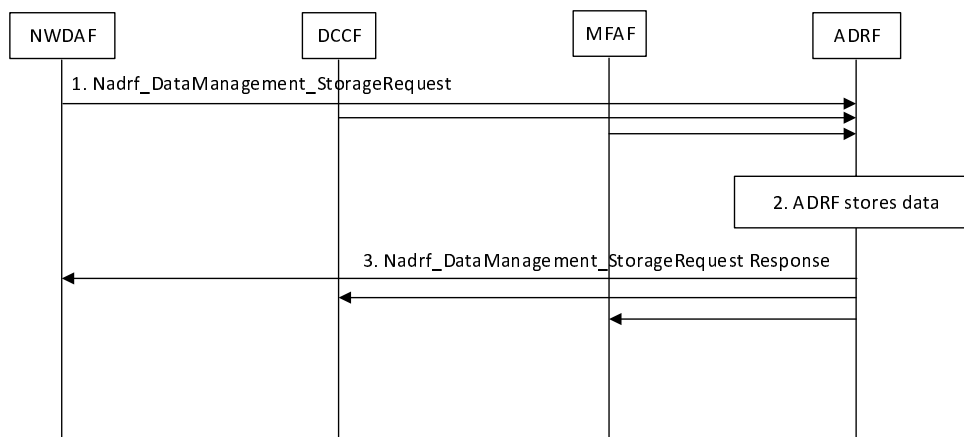 NWDAF
DCCF
MFAF
ADRF
1. Nadrf_DataManagement_StorageRequest
2. ADRF stores data
3. Nadrf_DataManagement_StorageRequest Response